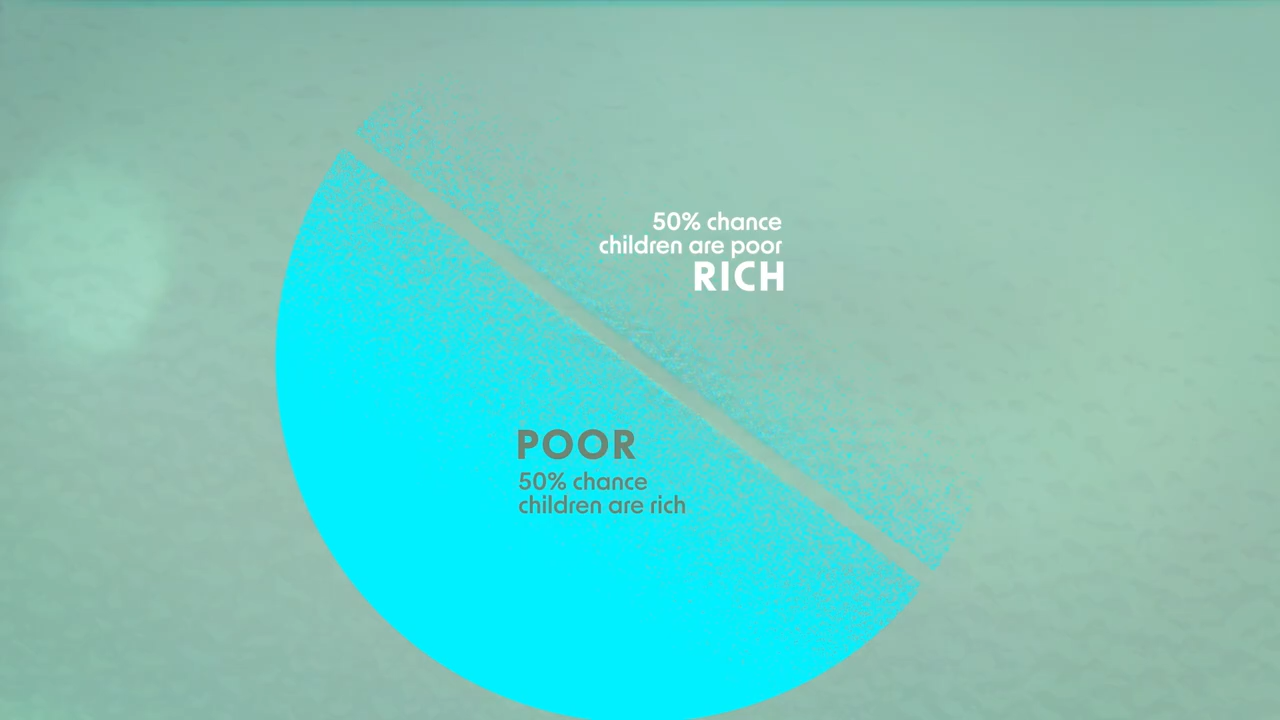 50% chance
children are poor
RICH
POOR
50% chance
children are rich